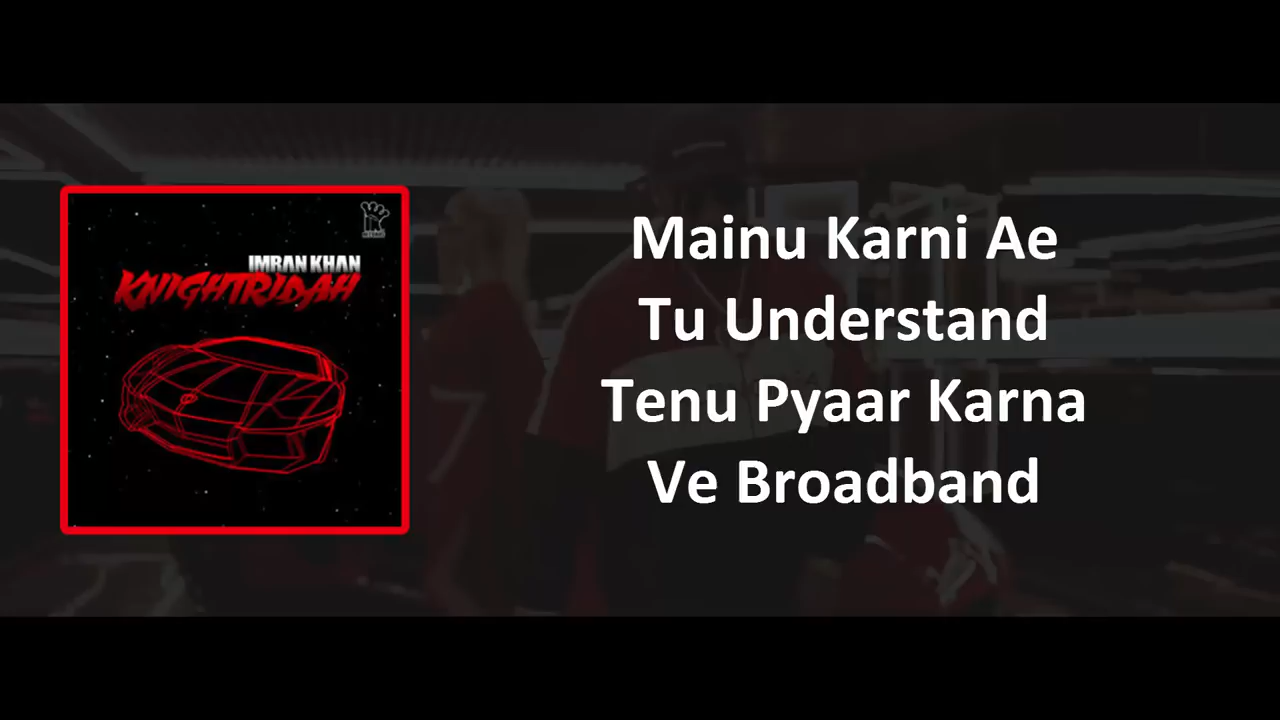 IMRAN KHAN
KNIGHTRIDAH
Mainu Karni Ae
Tu Understand
Tenu Pyaar Karna
Ve Broadband